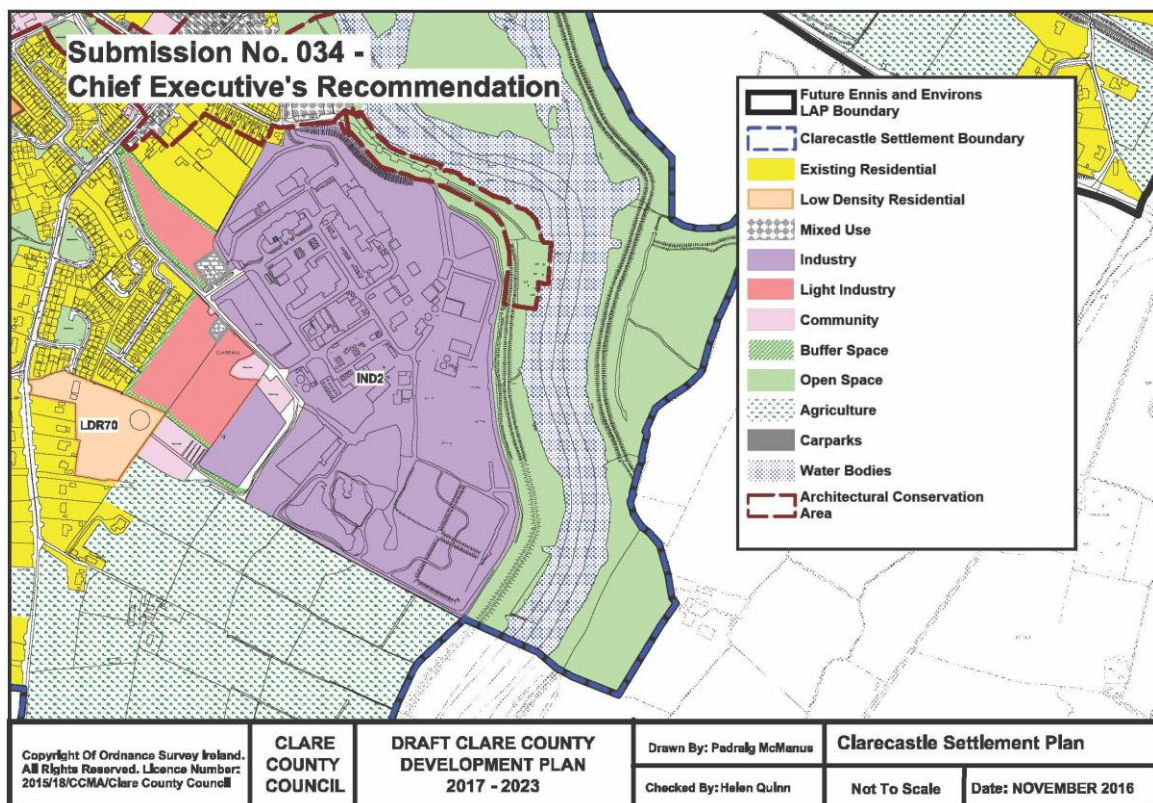 Submission No. 034 -
Chief Executive's Recommendation
Future Ennis and Environs
LAP Boundary
Clarecastle Settlement Boundary
Existing Residential
Low Density Residential
Mixed Use
Industry
Light Industry
Community
Buffer Space
Open Space
Agriculture
Carparks
Water Bodies
Architectural Conservation
Area
CLAREHILL
IND2
LDR70
Copyright Of Ordnance Survey Ireland.
All Rights Reserved. Licence Number:
2015/18/CCMA/Clare County Council
CLARE
COUNTY
COUNCIL
DRAFT CLARE COUNTY
DEVELOPMENT PLAN
2017 - 2023
Drawn By: Padraig McManus
Checked By: Helen Quinn
Clarecastle Settlement Plan
Not To Scale
Date: NOVEMBER 2016